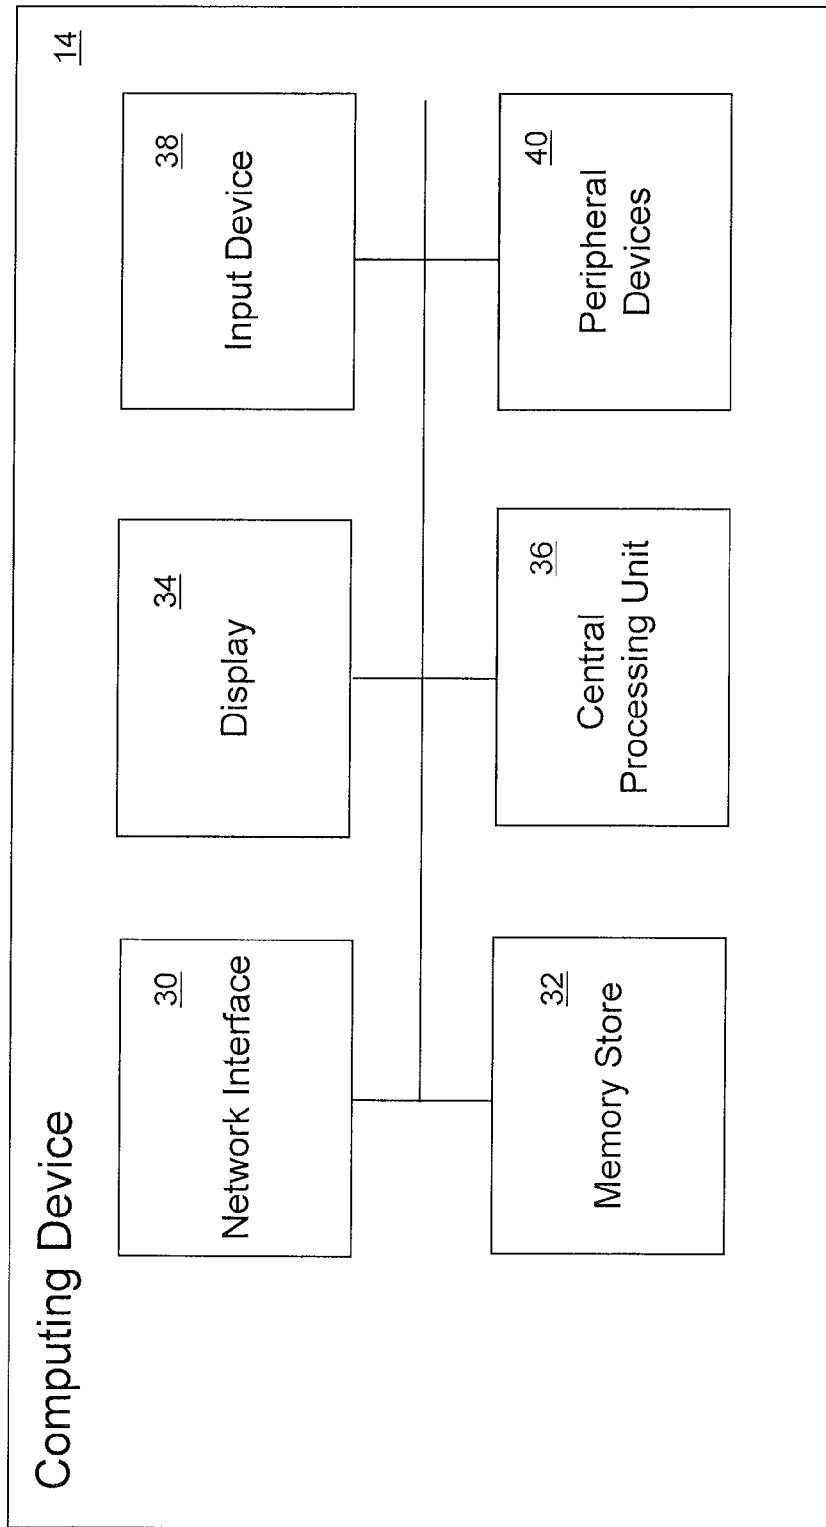 Computing Device
14
30
Network Interface
34
Display
38
Input Device
32
Memory Store
36
Central
Processing Unit
40
Peripheral
Devices